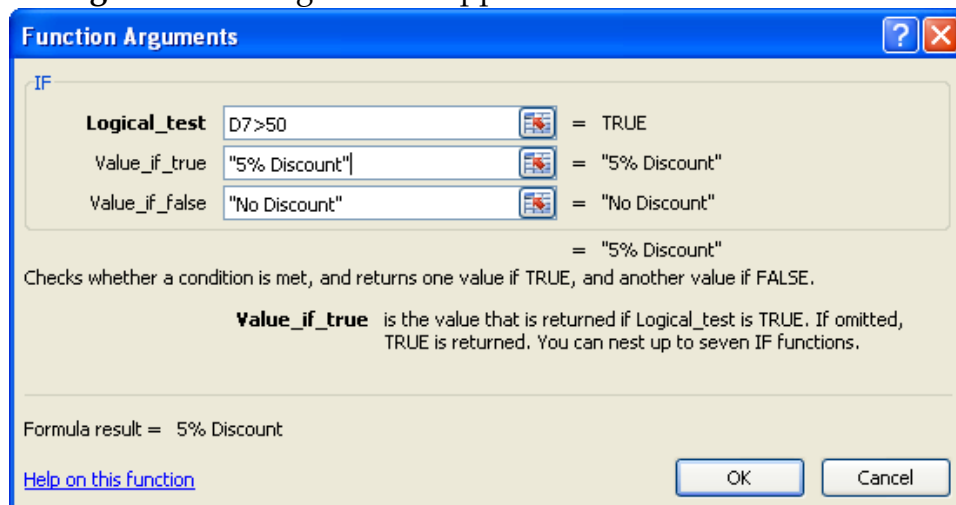 Function Arguments
IF
Logical_test D7>50 = TRUE
Value_if_true "5% Discount" = "5% Discount"
Value_if_false "No Discount" = "No Discount"
= "5% Discount"
Checks whether a condition is met, and returns one value if TRUE, and another value if FALSE.
Value_if_true is the value that is returned if Logical_test is TRUE. If omitted,
TRUE is returned. You can nest up to seven IF functions.
Formula result = 5% Discount
Help on this function OK Cancel